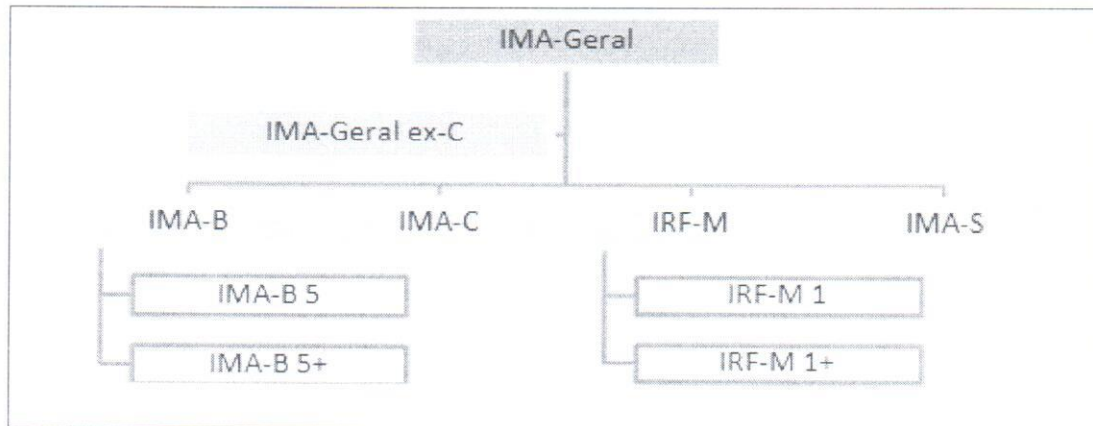 IMA-Geral
IMA-Geral ex-C
IMA-B IMA-C IRF-M IMA-S
IMA-B 5 IRF-M 1
IMA-B 5+ IRF-M 1+